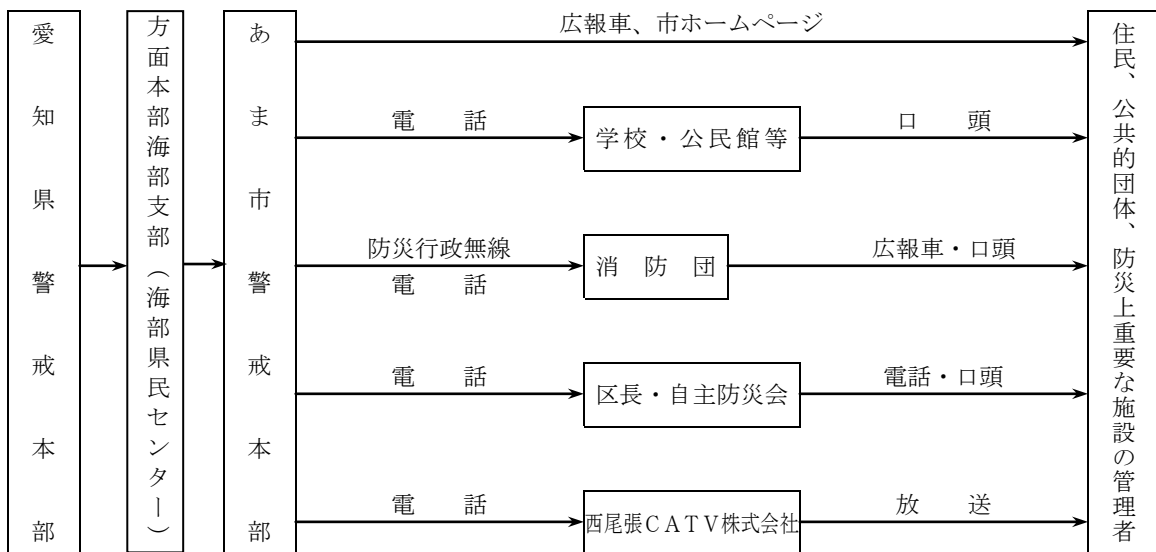 愛知県警戒本部
方面本部海部支部（海部県民センター）
あま市警戒本部
広報車、市ホームページ
電話
学校・公民館等
口頭
防災行政無線
電話
消防団
広報車・口頭
電話
区長・自主防災会
電話・口頭
電話
西尾張ＣＡＴＶ株式会社
放送
住民、公共的団体、防災上重要な施設の管理者